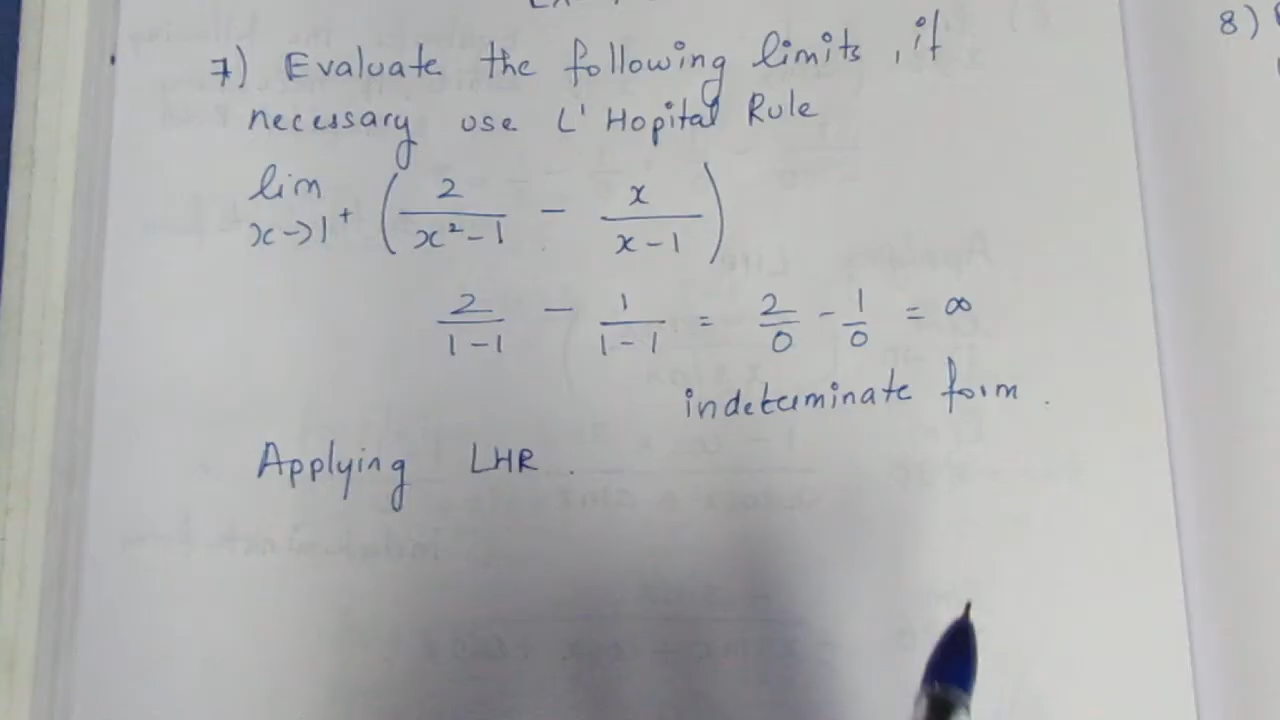 8)
7) Evaluate the following limits, if
necessary use L' Hopital Rule
lim x→1+ (2/(x²-1) - x/(x-1))
2/(1-1) - 1/(1-1) = 2/0 - 1/0 = ∞
indeterminate form.
Applying LHR.